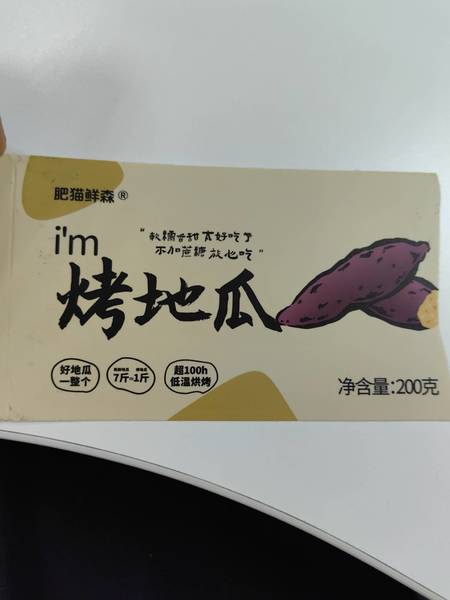 肥猫鲜森®
i'm
"软糯香甜太好吃了
不加蔗糖放心吃"
烤地瓜
好地瓜
一整个
7斤=1斤
超100h
低温烘烤
净含量:200克